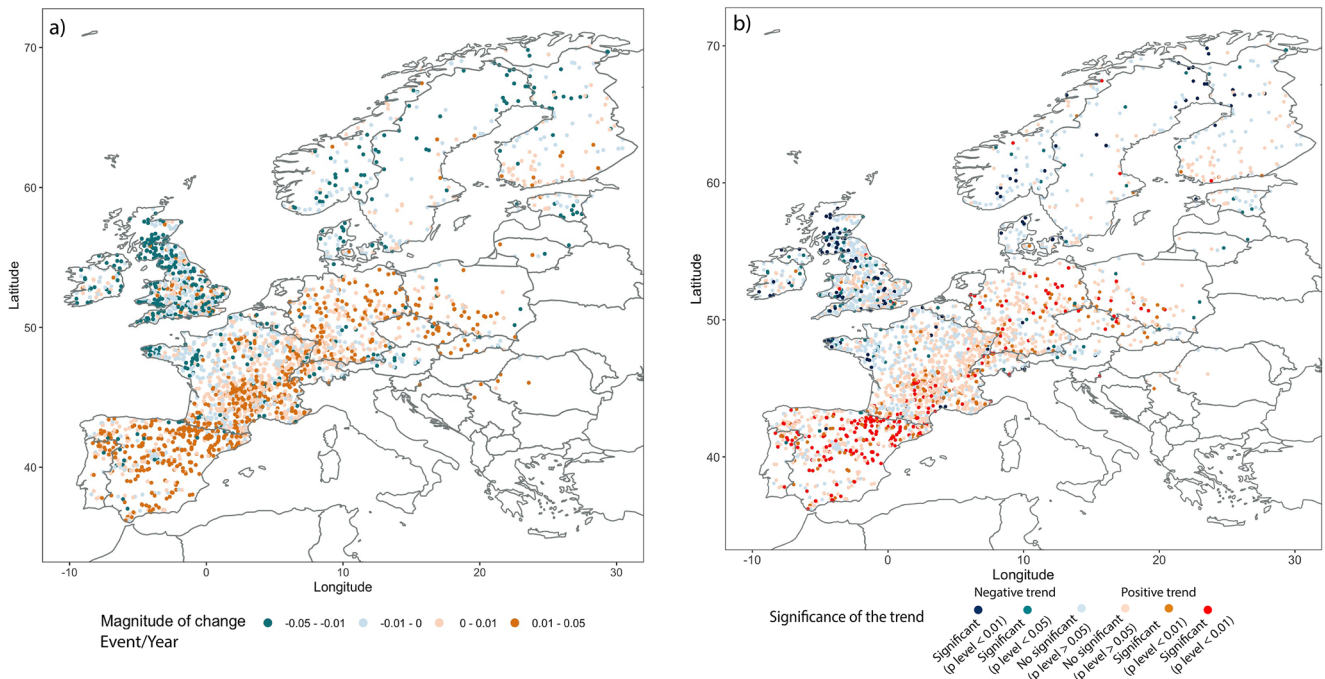 a)
70
60
50
40
Latitude
-10
0
10
20
30
Longitude
Magnitude of change
Event/Year
-0.05 - -0.01
-0.01 - 0
0 - 0.01
0.01 - 0.05
b)
70
60
50
40
Latitude
-10
0
10
20
30
Longitude
Negative trend
Positive trend
Significance of the trend
Significant
(p level < 0.01)
Significant
(p level < 0.05)
No significant
(p level > 0.05)
No significant
(p level > 0.05)
Significant
(p level < 0.01)
Significant
(p level < 0.01)